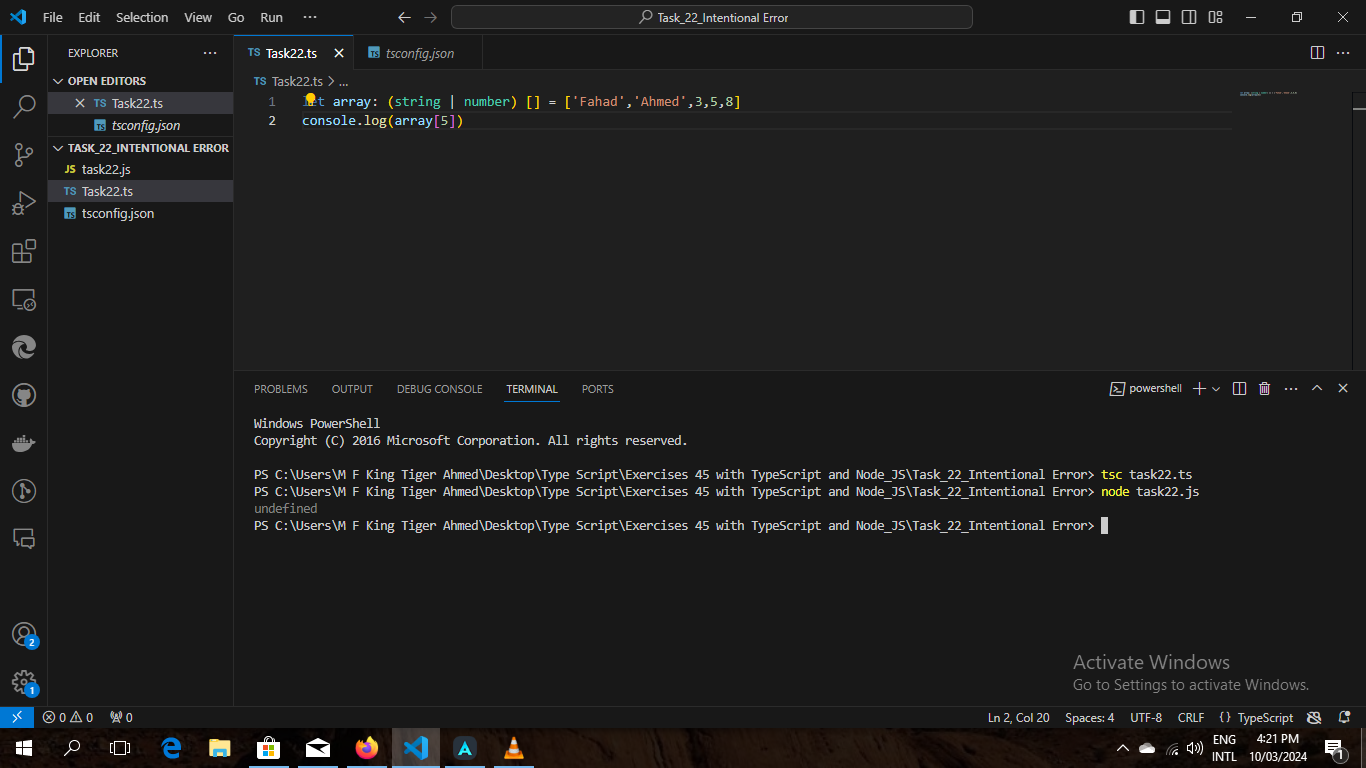 File Edit Selection View Go Run ··· Task_22_Intentional Error
EXPLORER ···
OPEN EDITORS
TS Task22.ts
TS tsconfig.json
TASK_22_INTENTIONAL ERROR
JS task22.js
TS Task22.ts
TS tsconfig.json
TS Task22.ts TS tsconfig.json
TS Task22.ts > ...
1 let array: (string | number) [] = ['Fahad','Ahmed',3,5,8]
2 console.log(array[5])
PROBLEMS OUTPUT DEBUG CONSOLE TERMINAL PORTS powershell
Windows PowerShell
Copyright (C) 2016 Microsoft Corporation. All rights reserved.
PS C:\Users\M F King Tiger Ahmed\Desktop\Type Script\Exercises 45 with TypeScript and Node_JS\Task_22_Intentional Error> tsc task22.ts
PS C:\Users\M F King Tiger Ahmed\Desktop\Type Script\Exercises 45 with TypeScript and Node_JS\Task_22_Intentional Error> node task22.js
undefined
PS C:\Users\M F King Tiger Ahmed\Desktop\Type Script\Exercises 45 with TypeScript and Node_JS\Task_22_Intentional Error>
Activate Windows
Go to Settings to activate Windows.
2
1
0 0 0 Ln 2, Col 20 Spaces: 4 UTF-8 CRLF {} TypeScript
ENG 4:21 PM
INTL 10/03/2024 1